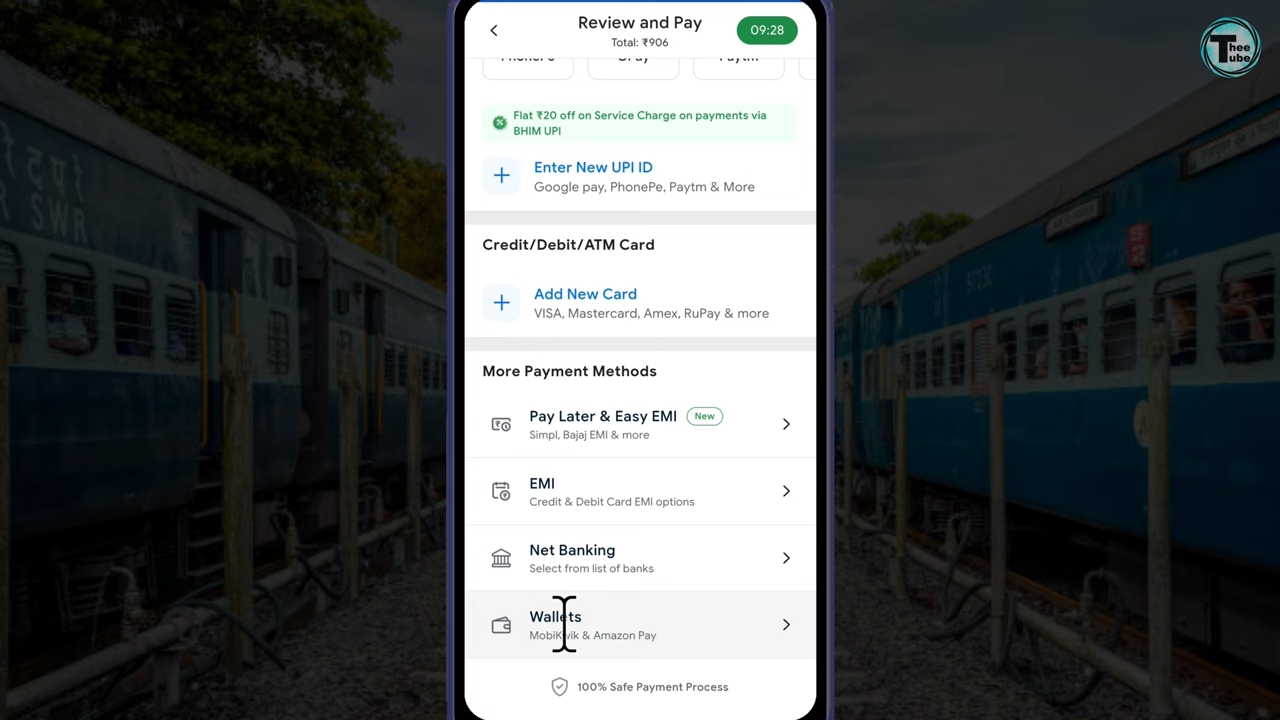 Review and Pay
Total: ₹906
09:28
Thee
Tube
PhonePe
GPay
Paytm
Flat ₹20 off on Service Charge on payments via
BHIM UPI
Enter New UPI ID
Google pay, PhonePe, Paytm & More
Credit/Debit/ATM Card
Add New Card
VISA, Mastercard, Amex, RuPay & more
More Payment Methods
Pay Later & Easy EMI
New
Simpl, Bajaj EMI & more
EMI
Credit & Debit Card EMI options
Net Banking
Select from list of banks
Wallets
MobiKwik & Amazon Pay
100% Safe Payment Process
SWR